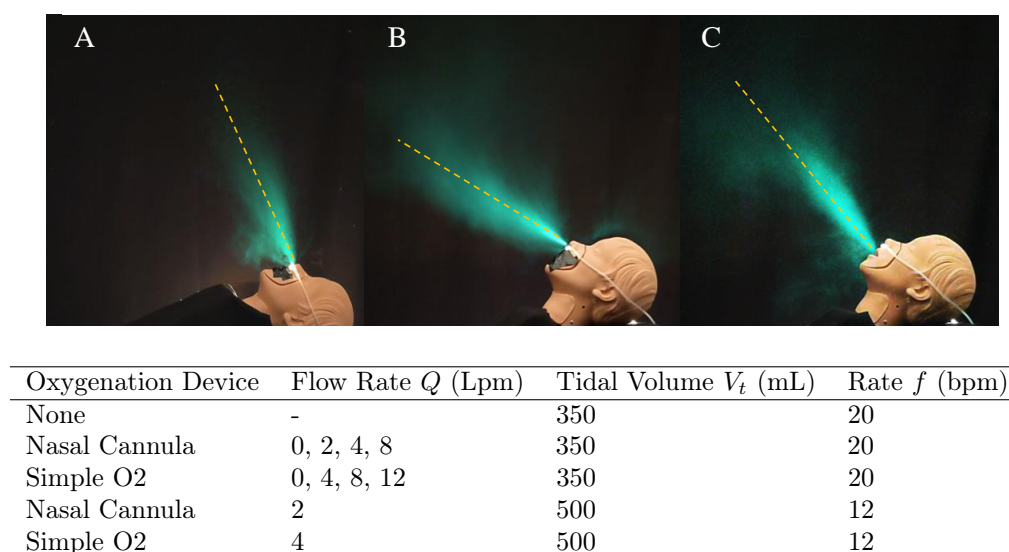 A B C
Oxygenation Device Flow Rate Q (Lpm) Tidal Volume V_t (mL) Rate f (bpm)
None - 350 20
Nasal Cannula 0, 2, 4, 8 350 20
Simple O2 0, 4, 8, 12 350 20
Nasal Cannula 2 500 12
Simple O2 4 500 12